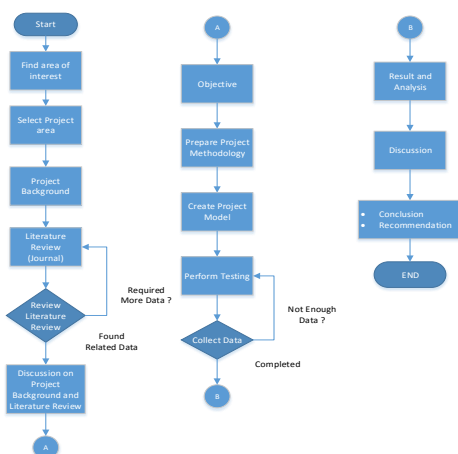 Start
Find area of
interest
Select Project
area
Project
Background
Literature
Review
(Journal)
Review
Literature
Review
Required
More Data ?
Found
Related Data
Discussion on
Project
Background and
Literature Review
A
A
Objective
Prepare Project
Methodology
Create Project
Model
Perform Testing
Not Enough
Data ?
Collect Data
Completed
B
B
Result and
Analysis
Discussion
• Conclusion
• Recommendation
END